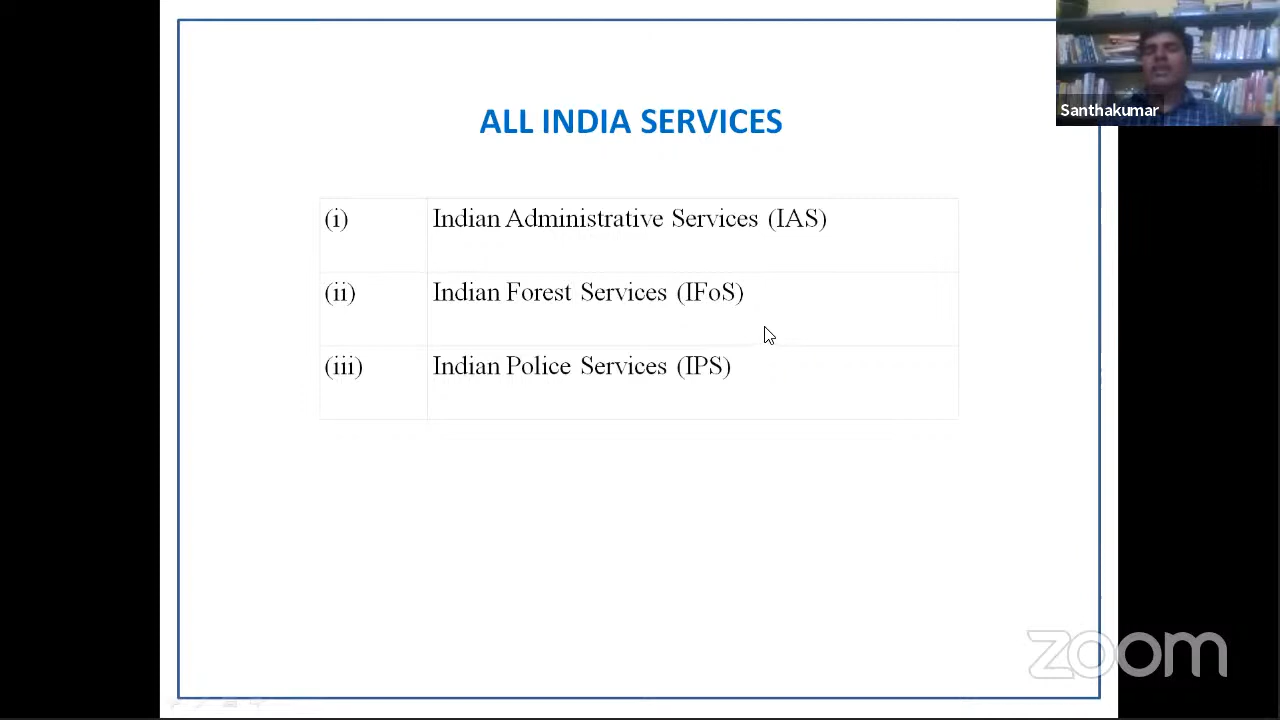 ALL INDIA SERVICES
Santhakumar
(i) Indian Administrative Services (IAS)
(ii) Indian Forest Services (IFoS)
(iii) Indian Police Services (IPS)
zoom